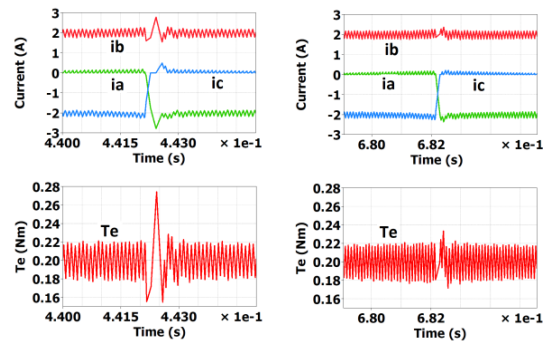 3
2
1
0
-1
-2
-3
Current (A)
ib
ia
ic
4.400 4.415 4.430
Time (s) × 1e-1
3
2
1
0
-1
-2
-3
Current (A)
ib
ia
ic
6.80 6.82
Time (s) × 1e-1
0.28
0.26
0.24
0.22
0.20
0.18
0.16
Te (Nm)
Te
4.400 4.415 4.430
Time (s) × 1e-1
0.28
0.26
0.24
0.22
0.20
0.18
0.16
Te (Nm)
Te
6.80 6.82
Time (s) × 1e-1